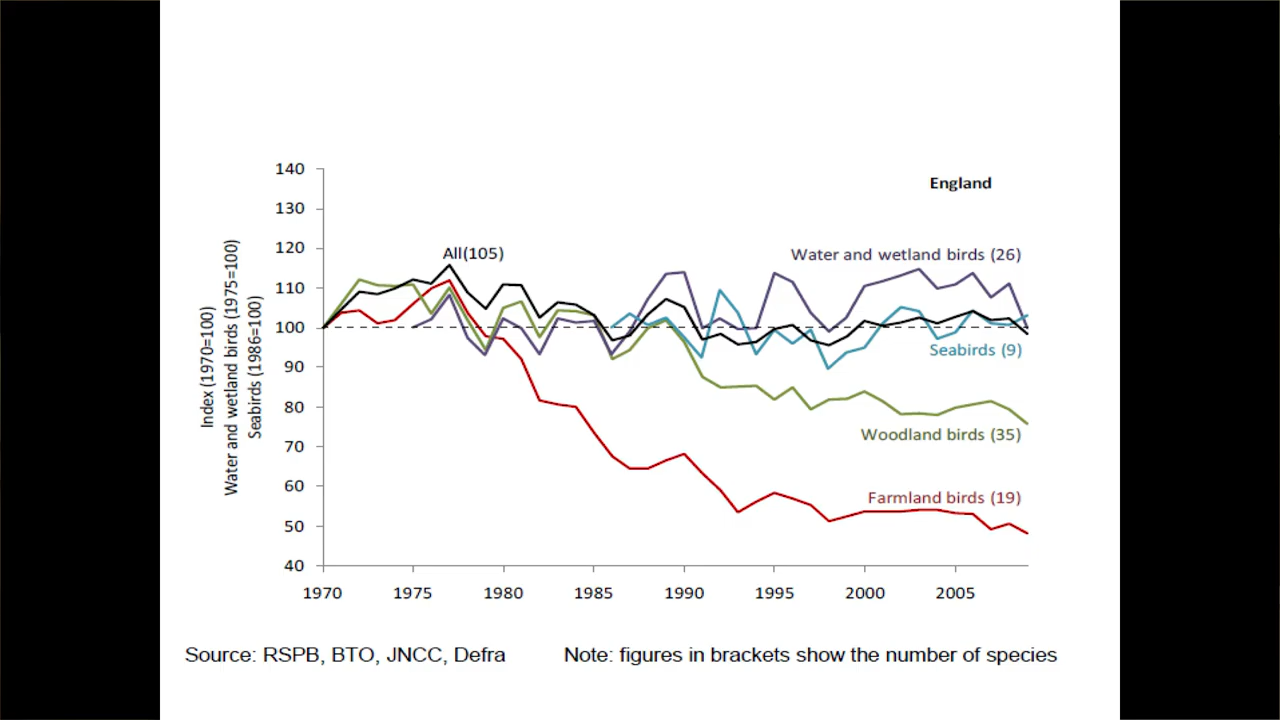 140
England
130
120
All(105)
Water and wetland birds (26)
110
100
Seabirds (9)
90
80
Woodland birds (35)
70
60
Farmland birds (19)
50
40
Index (1970=100)
Water and wetland birds (1975=100)
Seabirds (1986=100)
1970 1975 1980 1985 1990 1995 2000 2005
Source: RSPB, BTO, JNCC, Defra Note: figures in brackets show the number of species